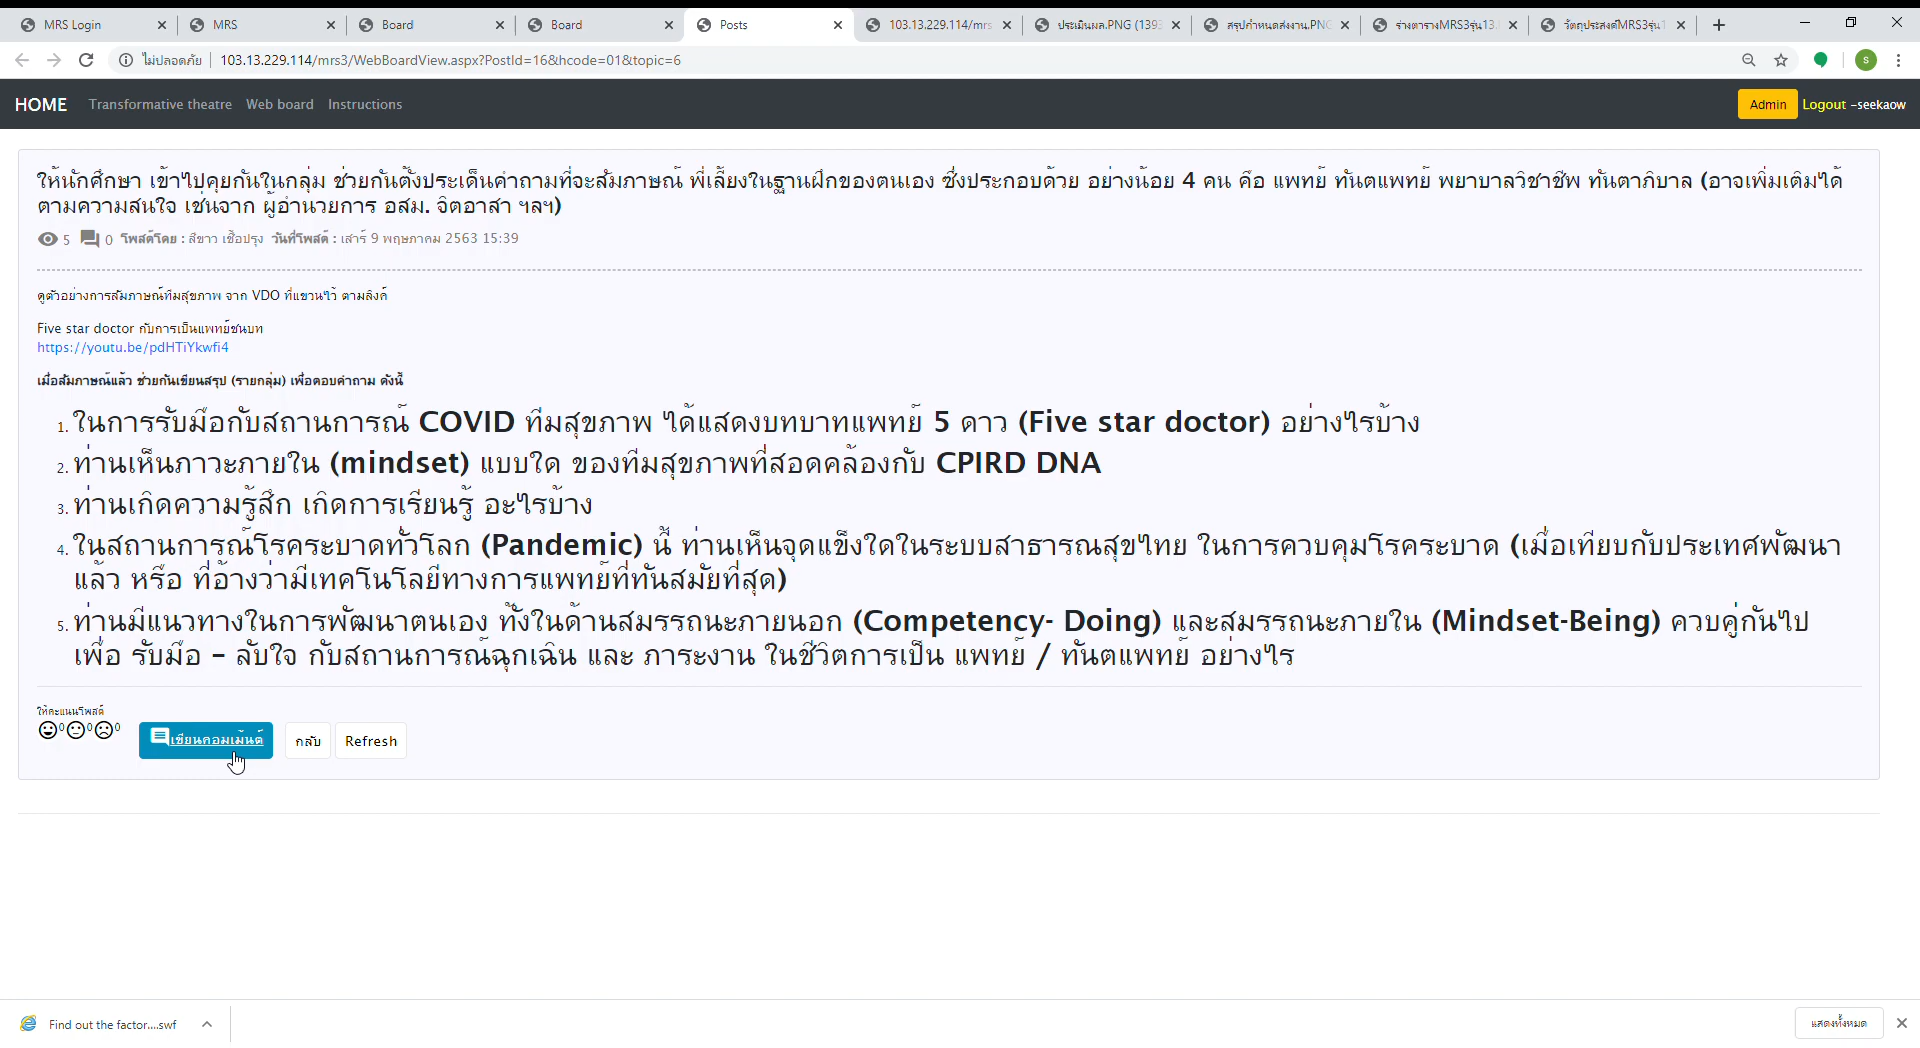 MRS Login
MRS
Board
Board
Posts
103.13.229.114/mrs
ประเมินผล.PNG (139
สรุปกำหนดส่งงาน.PNG
ร่างตารางMRS3รุ่น13.
วัตถุประสงค์MRS3รุ่น1
ไม่ปลอดภัย
103.13.229.114/mrs3/WebBoardView.aspx?PostId=16&hcode=01&topic=6
S
HOME Transformative theatre Web board Instructions
Admin Logout -seekaow
ให้นักศึกษา เข้าไปคุยกันในกลุ่ม ช่วยกันตั้งประเด็นคำถามที่จะสัมภาษณ์ พี่เลี้ยงในฐานฝึกของตนเอง ซึ่งประกอบด้วย อย่างน้อย 4 คน คือ แพทย์ ทันตแพทย์ พยาบาลวิชาชีพ ทันตาภิบาล (อาจเพิ่มเติมได้
ตามความสนใจ เช่นจาก ผู้อำนวยการ อสม. จิตอาสา ฯลฯ)
5 0 โพสต์โดย : สีขาว เชื้อปรุง วันที่โพสต์ : เสาร์ 9 พฤษภาคม 2563 15:39
ดูตัวอย่างการสัมภาษณ์ทีมสุขภาพ จาก VDO ที่แขวนไว้ ตามลิงค์
Five star doctor กับการเป็นแพทย์ชนบท
https://youtu.be/pdHTiYkwfi4
เมื่อสัมภาษณ์แล้ว ช่วยกันเขียนสรุป (รายกลุ่ม) เพื่อตอบคำถาม ดังนี้
1. ในการรับมือกับสถานการณ์ COVID ทีมสุขภาพ ได้แสดงบทบาทแพทย์ 5 ดาว (Five star doctor) อย่างไรบ้าง
2. ท่านเห็นภาวะภายใน (mindset) แบบใด ของทีมสุขภาพที่สอดคล้องกับ CPIRD DNA
3. ท่านเกิดความรู้สึก เกิดการเรียนรู้ อะไรบ้าง
4. ในสถานการณ์โรคระบาดทั่วโลก (Pandemic) นี้ ท่านเห็นจุดแข็งใดในระบบสาธารณสุขไทย ในการควบคุมโรคระบาด (เมื่อเทียบกับประเทศพัฒนา
แล้ว หรือ ที่อ้างว่ามีเทคโนโลยีทางการแพทย์ที่ทันสมัยที่สุด)
5. ท่านมีแนวทางในการพัฒนาตนเอง ทั้งในด้านสมรรถนะภายนอก (Competency- Doing) และสมรรถนะภายใน (Mindset-Being) ควบคู่กันไป
เพื่อ รับมือ – ลับใจ กับสถานการณ์ฉุกเฉิน และ ภาระงาน ในชีวิตการเป็น แพทย์ / ทันตแพทย์ อย่างไร
ให้คะแนนโพสต์
0 0 0
เขียนคอมเม้นต์ กลับ Refresh
Find out the factor....swf
แสดงทั้งหมด